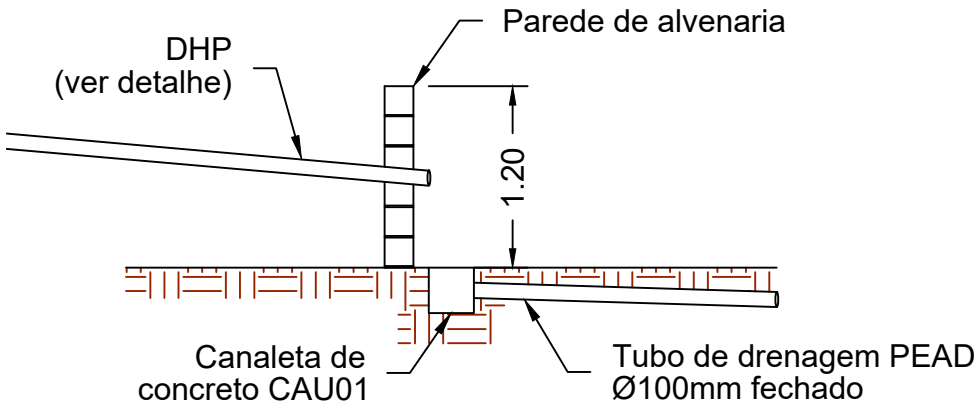 Parede de alvenaria
DHP
(ver detalhe)
1.20
Canaleta de
concreto CAU01
Tubo de drenagem PEAD
Ø100mm fechado